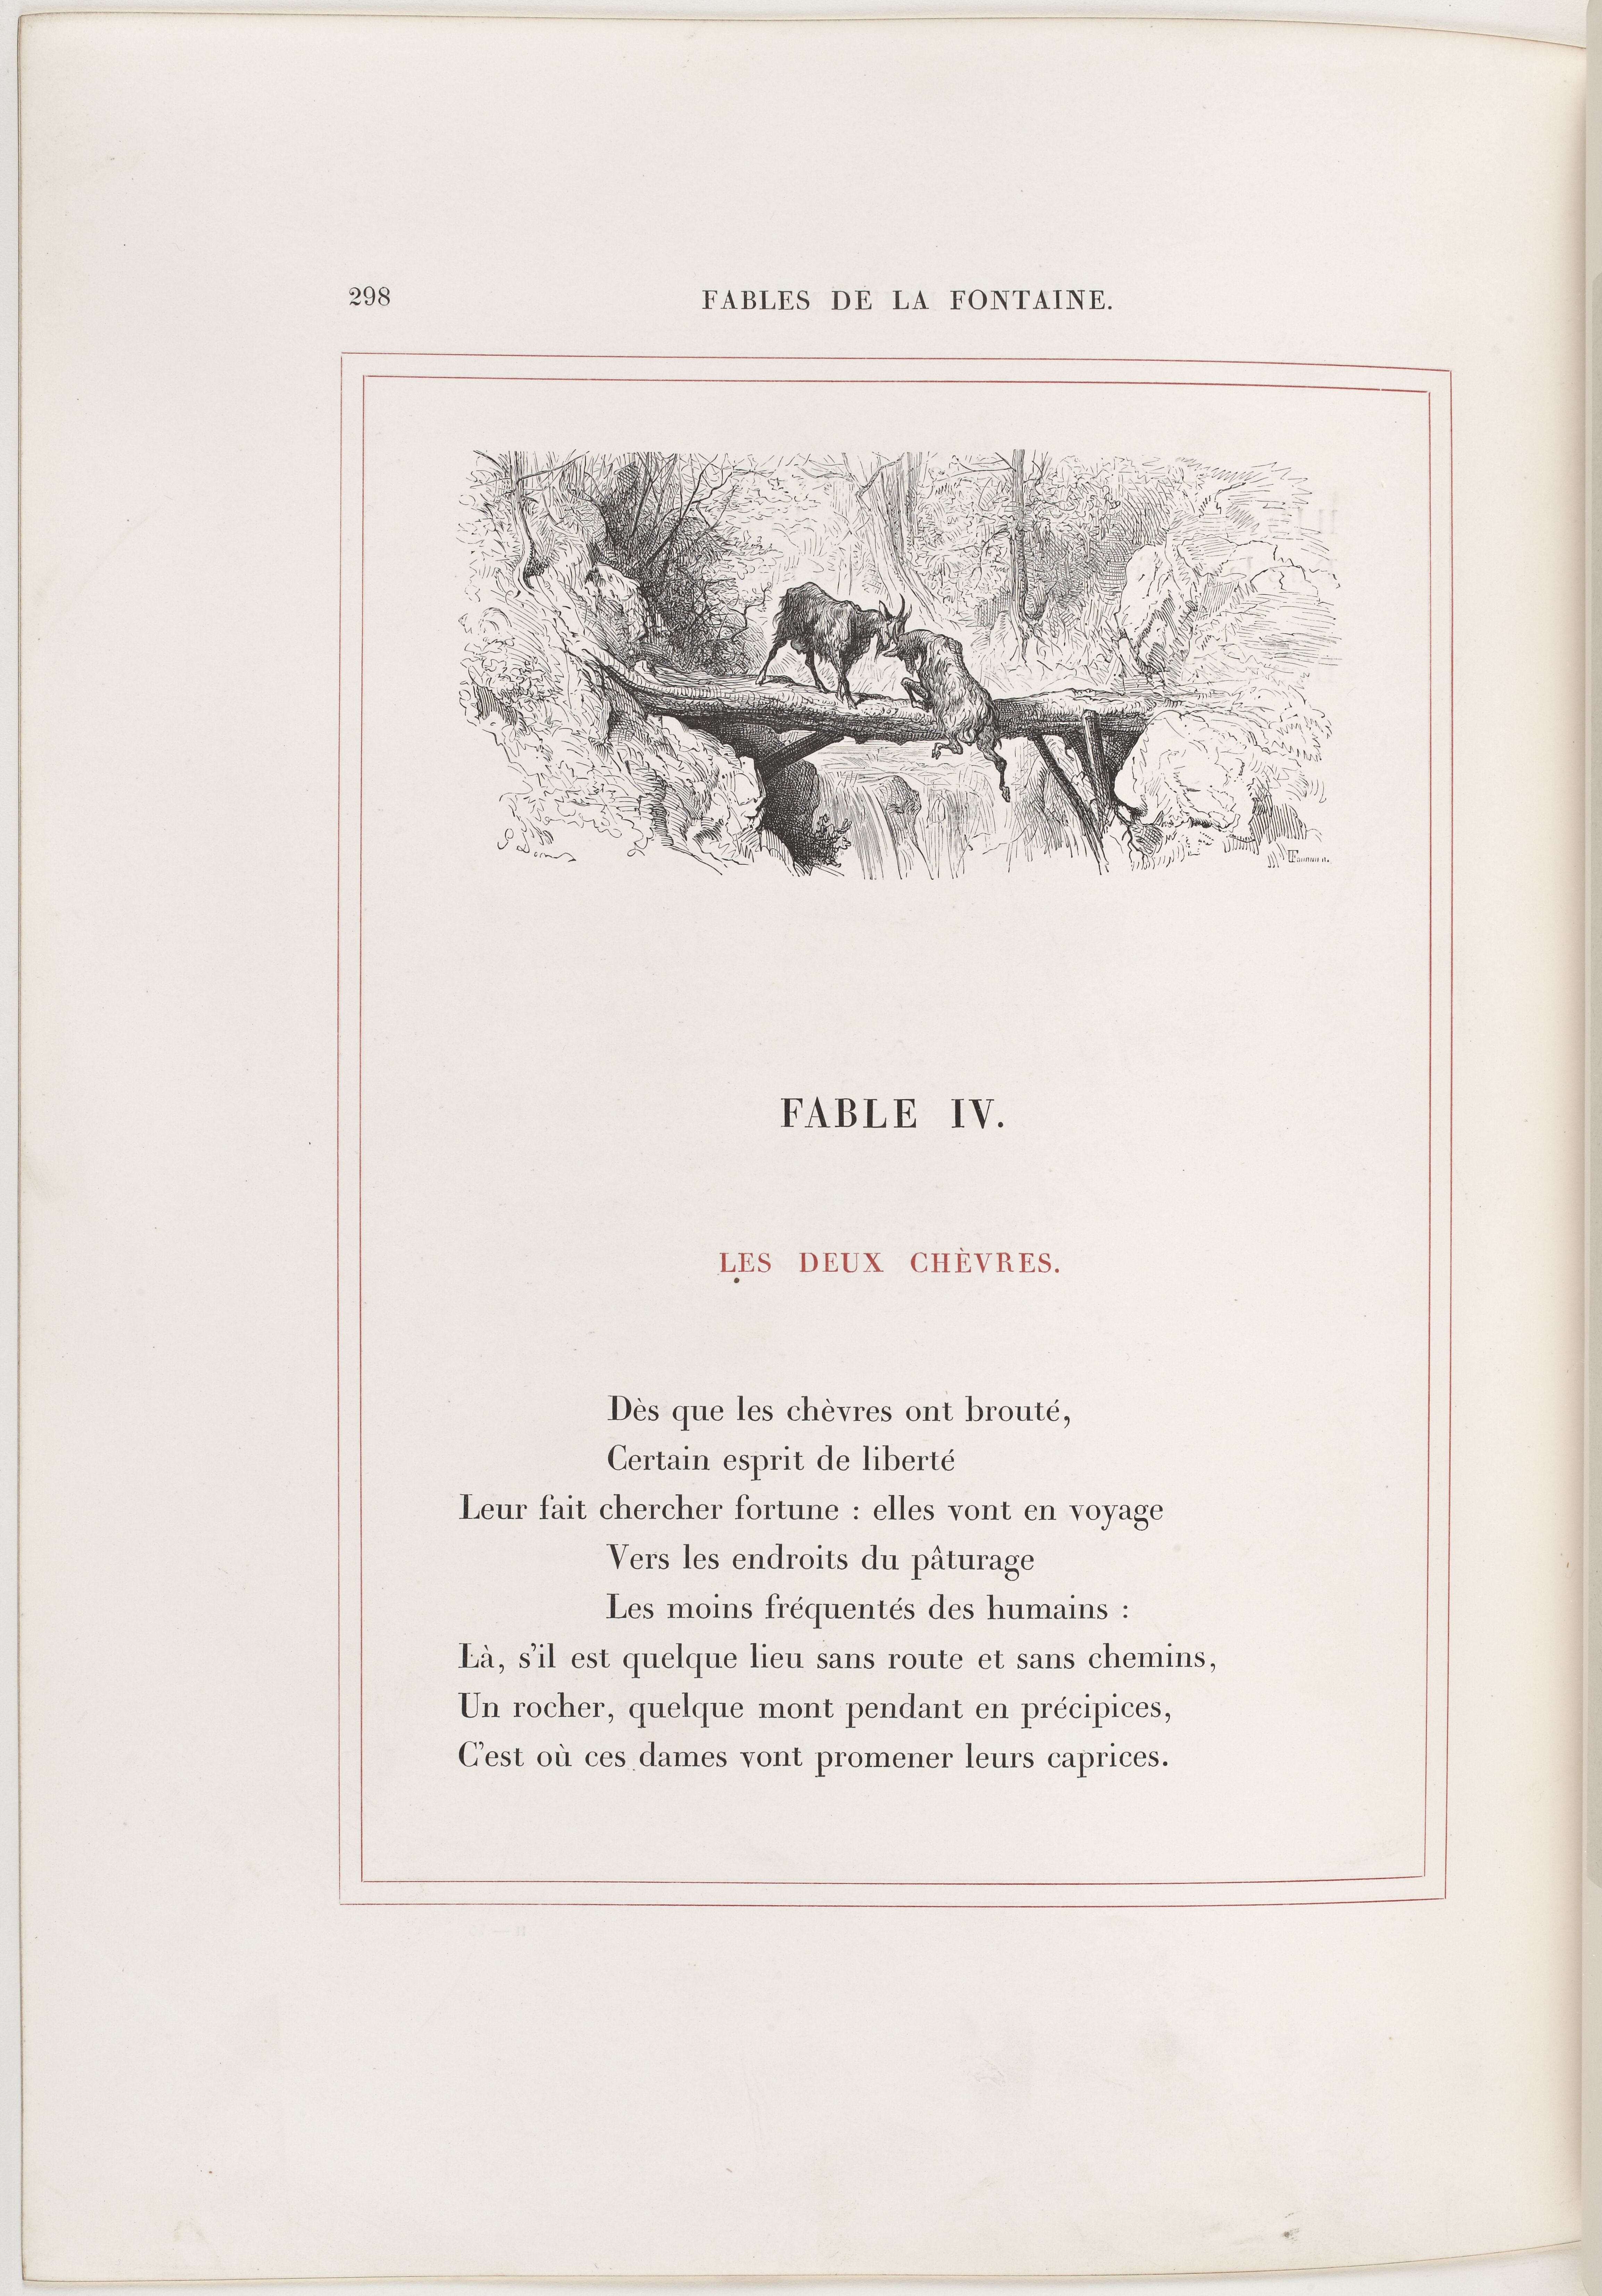 298
FABLES DE LA FONTAINE.
G Doré
FABLE IV.
LES DEUX CHÈVRES.
Dès que les chèvres ont brouté,
Certain esprit de liberté
Leur fait chercher fortune : elles vont en voyage
Vers les endroits du pâturage
Les moins fréquentés des humains :
Là, s'il est quelque lieu sans route et sans chemins,
Un rocher, quelque mont pendant en précipices,
C'est où ces dames vont promener leurs caprices.